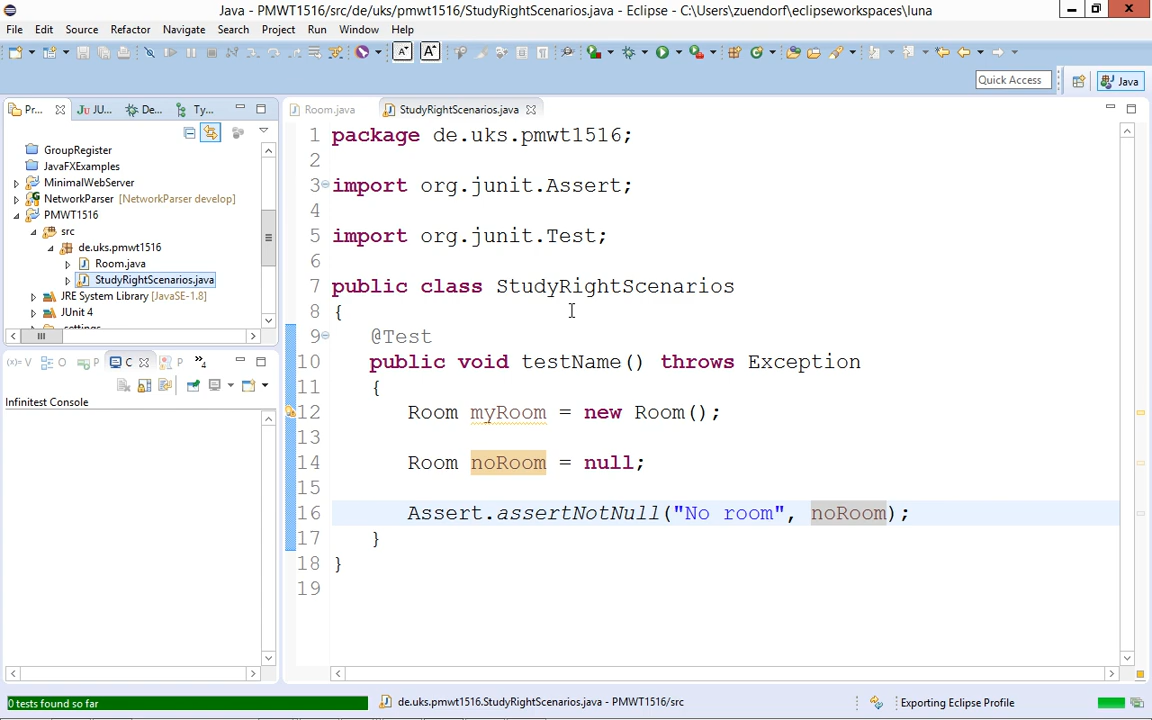 Java - PMWT1516/src/de/uks/pmwt1516/StudyRightScenarios.java - Eclipse - C:\Users\zuendorf\eclipseworkspaces\luna
File Edit Source Refactor Navigate Search Project Run Window Help
Quick Access
Java
Pr...
JU...
De...
Ty...
Room.java
StudyRightScenarios.java
GroupRegister
JavaFXExamples
MinimalWebServer
NetworkParser [NetworkParser develop]
PMWT1516
src
de.uks.pmwt1516
Room.java
StudyRightScenarios.java
JRE System Library [JavaSE-1.8]
JUnit 4
.settings
(x)= V
O
P
C
P
»4
Infinitest Console
1 package de.uks.pmwt1516;
2
3 import org.junit.Assert;
4
5 import org.junit.Test;
6
7 public class StudyRightScenarios
8 {
9 @Test
10 public void testName() throws Exception
11 {
12 Room myRoom = new Room();
13
14 Room noRoom = null;
15
16 Assert.assertNotNull("No room", noRoom);
17 }
18 }
19
0 tests found so far
de.uks.pmwt1516.StudyRightScenarios.java - PMWT1516/src
Exporting Eclipse Profile